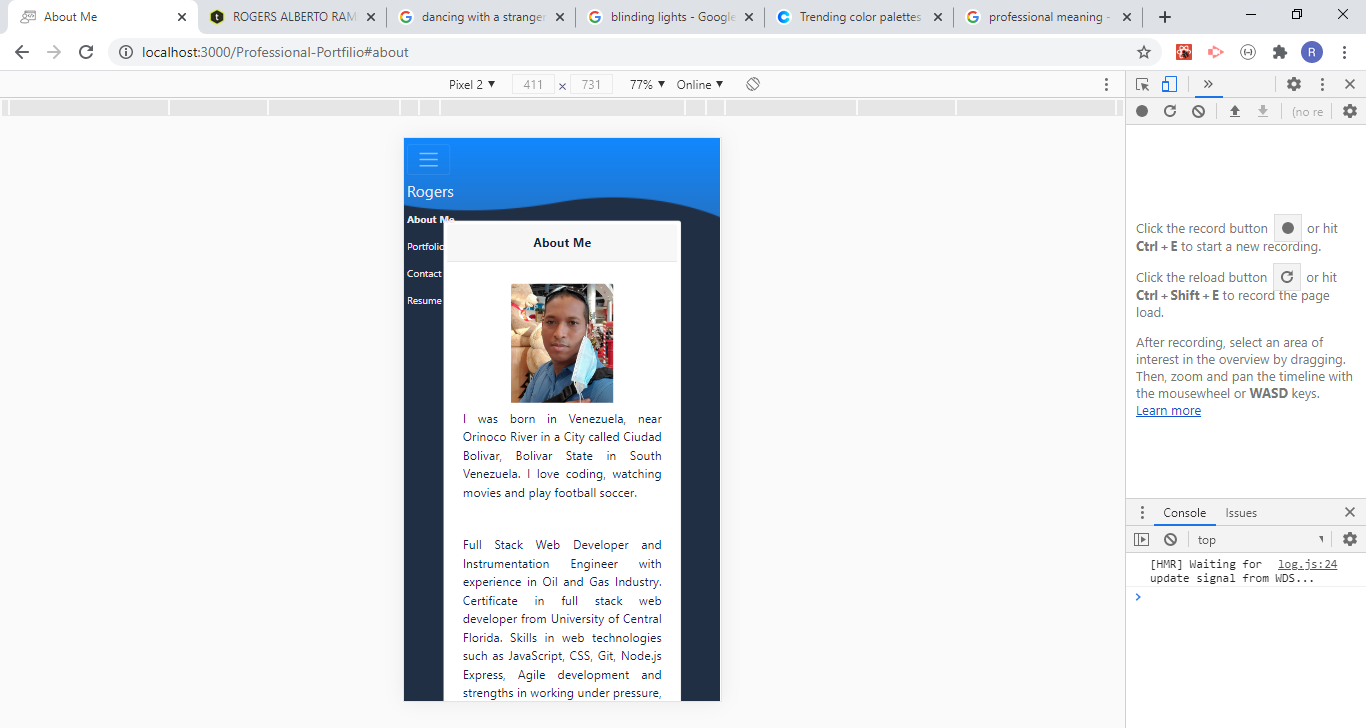 About Me
ROGERS ALBERTO RAM
dancing with a stranger
blinding lights - Google
Trending color palettes
professional meaning -
localhost:3000/Professional-Portfilio#about
R
Pixel 2 ▼ 411 x 731 77% ▼ Online ▼
(no re
Rogers
About Me
Portfolio
Contact
Resume
About Me
I was born in Venezuela, near
Orinoco River in a City called Ciudad
Bolivar, Bolivar State in South
Venezuela. I love coding, watching
movies and play football soccer.
Full Stack Web Developer and
Instrumentation Engineer with
experience in Oil and Gas Industry.
Certificate in full stack web
developer from University of Central
Florida. Skills in web technologies
such as JavaScript, CSS, Git, Node.js
Express, Agile development and
strengths in working under pressure,
Click the record button or hit
Ctrl + E to start a new recording.
Click the reload button or hit
Ctrl + Shift + E to record the page
load.
After recording, select an area of
interest in the overview by dragging.
Then, zoom and pan the timeline with
the mousewheel or WASD keys.
Learn more
Console Issues
top
[HMR] Waiting for log.js:24
update signal from WDS...